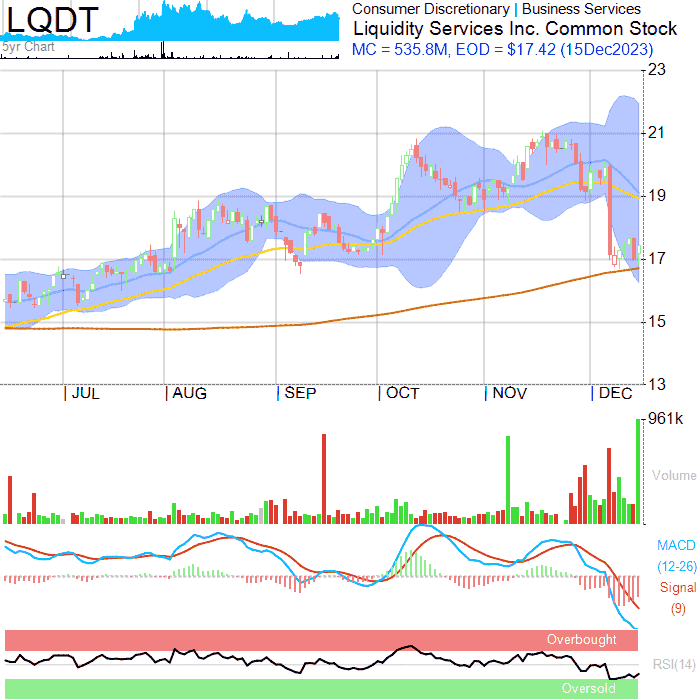 LQDT
5yr Chart
Consumer Discretionary | Business Services
Liquidity Services Inc. Common Stock
MC = 535.8M, EOD = $17.42 (15Dec2023)
23
21
19
17
15
13
JUL AUG SEP OCT NOV DEC
961k
Volume
MACD
(12-26)
Signal
(9)
Overbought
RSI(14)
Oversold